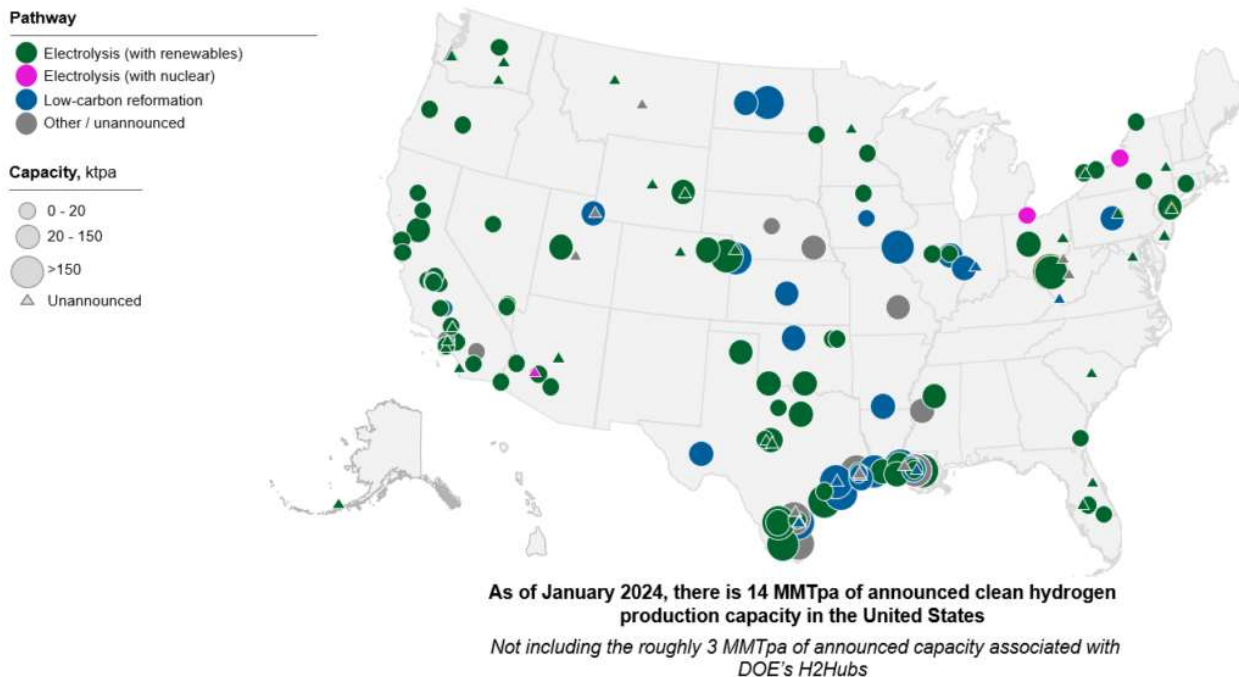 Pathway
Electrolysis (with renewables)
Electrolysis (with nuclear)
Low-carbon reformation
Other / unannounced
Capacity, ktpa
0 - 20
20 - 150
>150
Unannounced
As of January 2024, there is 14 MMTpa of announced clean hydrogen
production capacity in the United States
Not including the roughly 3 MMTpa of announced capacity associated with
DOE's H2Hubs